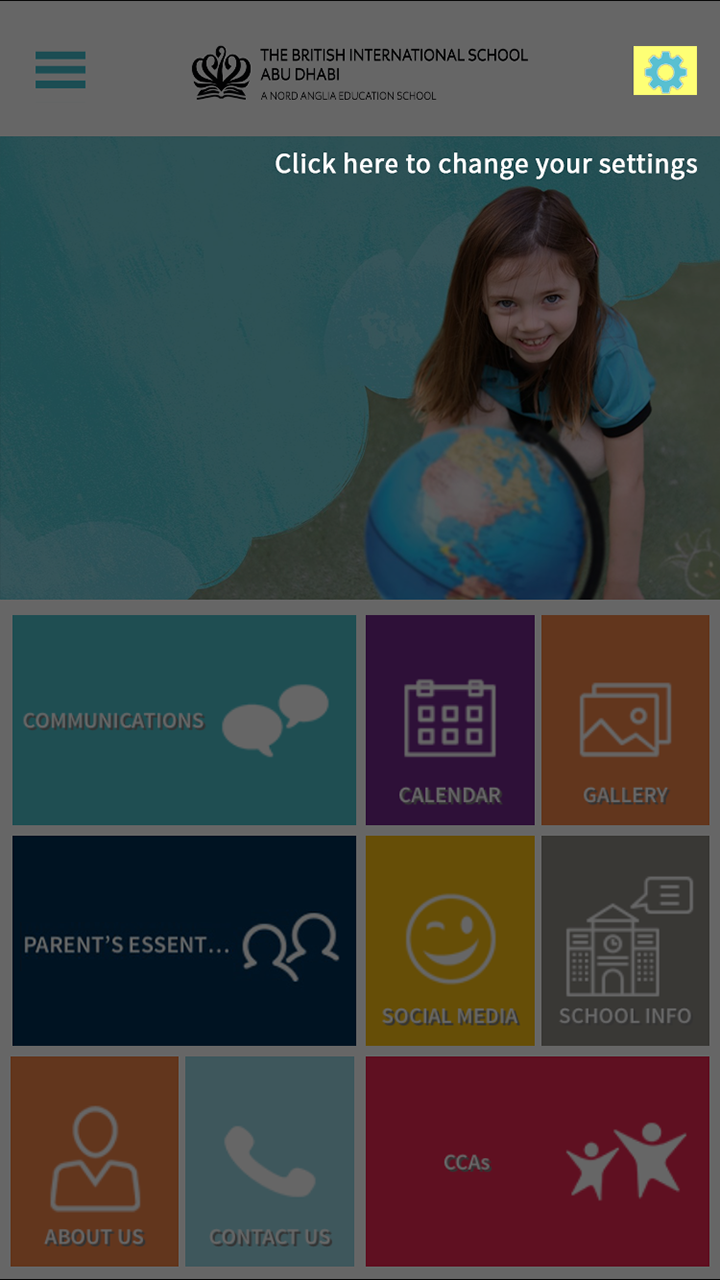 THE BRITISH INTERNATIONAL SCHOOL
ABU DHABI
A NORD ANGLIA EDUCATION SCHOOL
Click here to change your settings
COMMUNICATIONS
CALENDAR
GALLERY
PARENT’S ESSENT...
SOCIAL MEDIA
SCHOOL INFO
ABOUT US
CONTACT US
CCAs